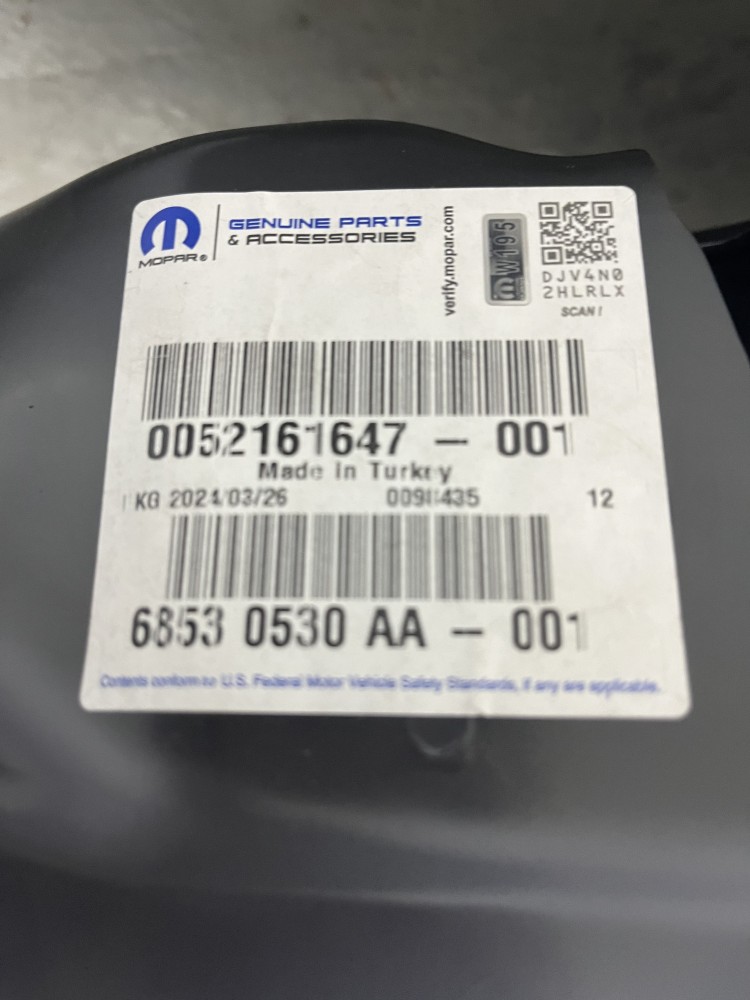 MOPAR®
GENUINE PARTS
& ACCESSORIES
verify.mopar.com
W195
DJV4N0
2HLRLX
SCAN!
0052161647 - 001
Made in Turkey
KG 2024/03/26
12
6853 0530 AA - 001
Contents conform to U.S. Federal Motor Vehicle Safety Standards, if any are applicable.